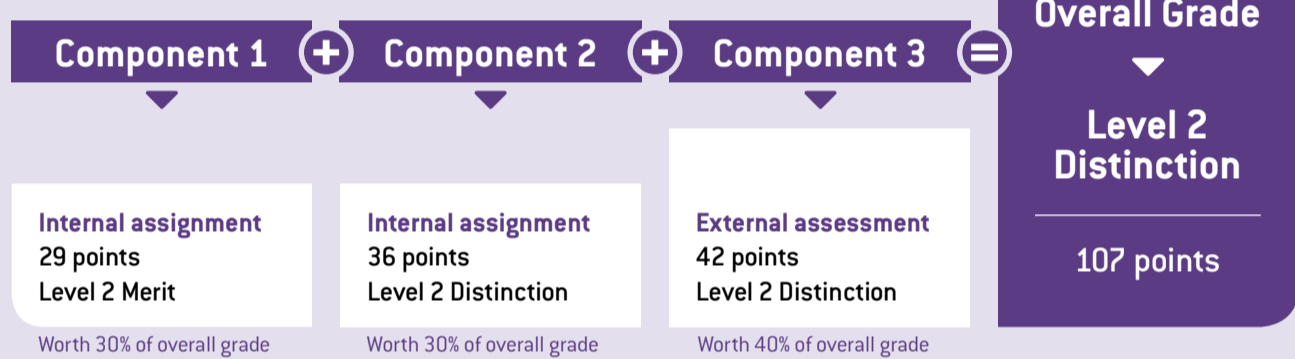 Component 1
+
Component 2
+
Component 3
=
Overall Grade
Level 2
Distinction
107 points
Internal assignment
29 points
Level 2 Merit
Worth 30% of overall grade
Internal assignment
36 points
Level 2 Distinction
Worth 30% of overall grade
External assessment
42 points
Level 2 Distinction
Worth 40% of overall grade